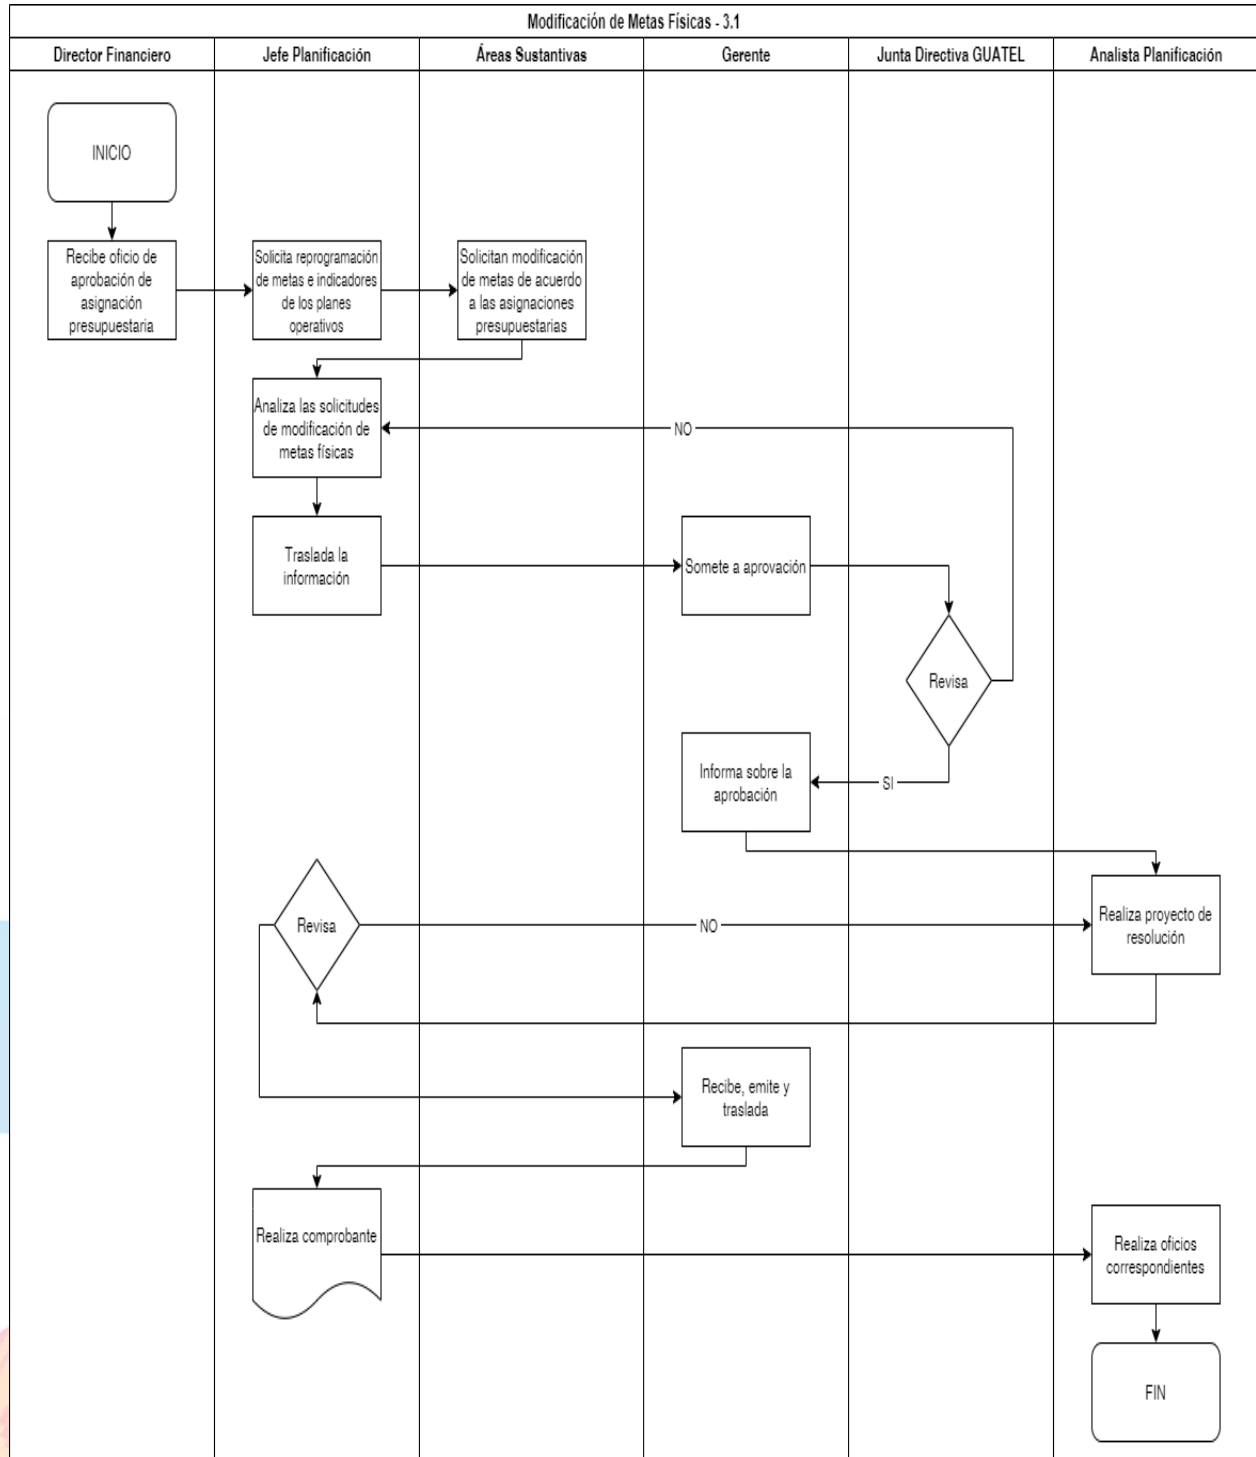 Modificación de Metas Físicas - 3.1
Director Financiero
Jefe Planificación
Áreas Sustantivas
Gerente
Junta Directiva GUATEL
Analista Planificación
INICIO
Recibe oficio de
aprobación de
asignación
presupuestaria
Solicita reprogramación
de metas e indicadores
de los planes
operativos
Solicitan modificación
de metas de acuerdo
a las asignaciones
presupuestarias
Analiza las solicitudes
de modificación de
metas físicas
NO
Traslada la
información
Somete a aprovación
Revisa
Informa sobre la
aprobación
SI
Revisa
NO
Realiza proyecto de
resolución
Recibe, emite y
traslada
Realiza comprobante
Realiza oficios
correspondientes
FIN